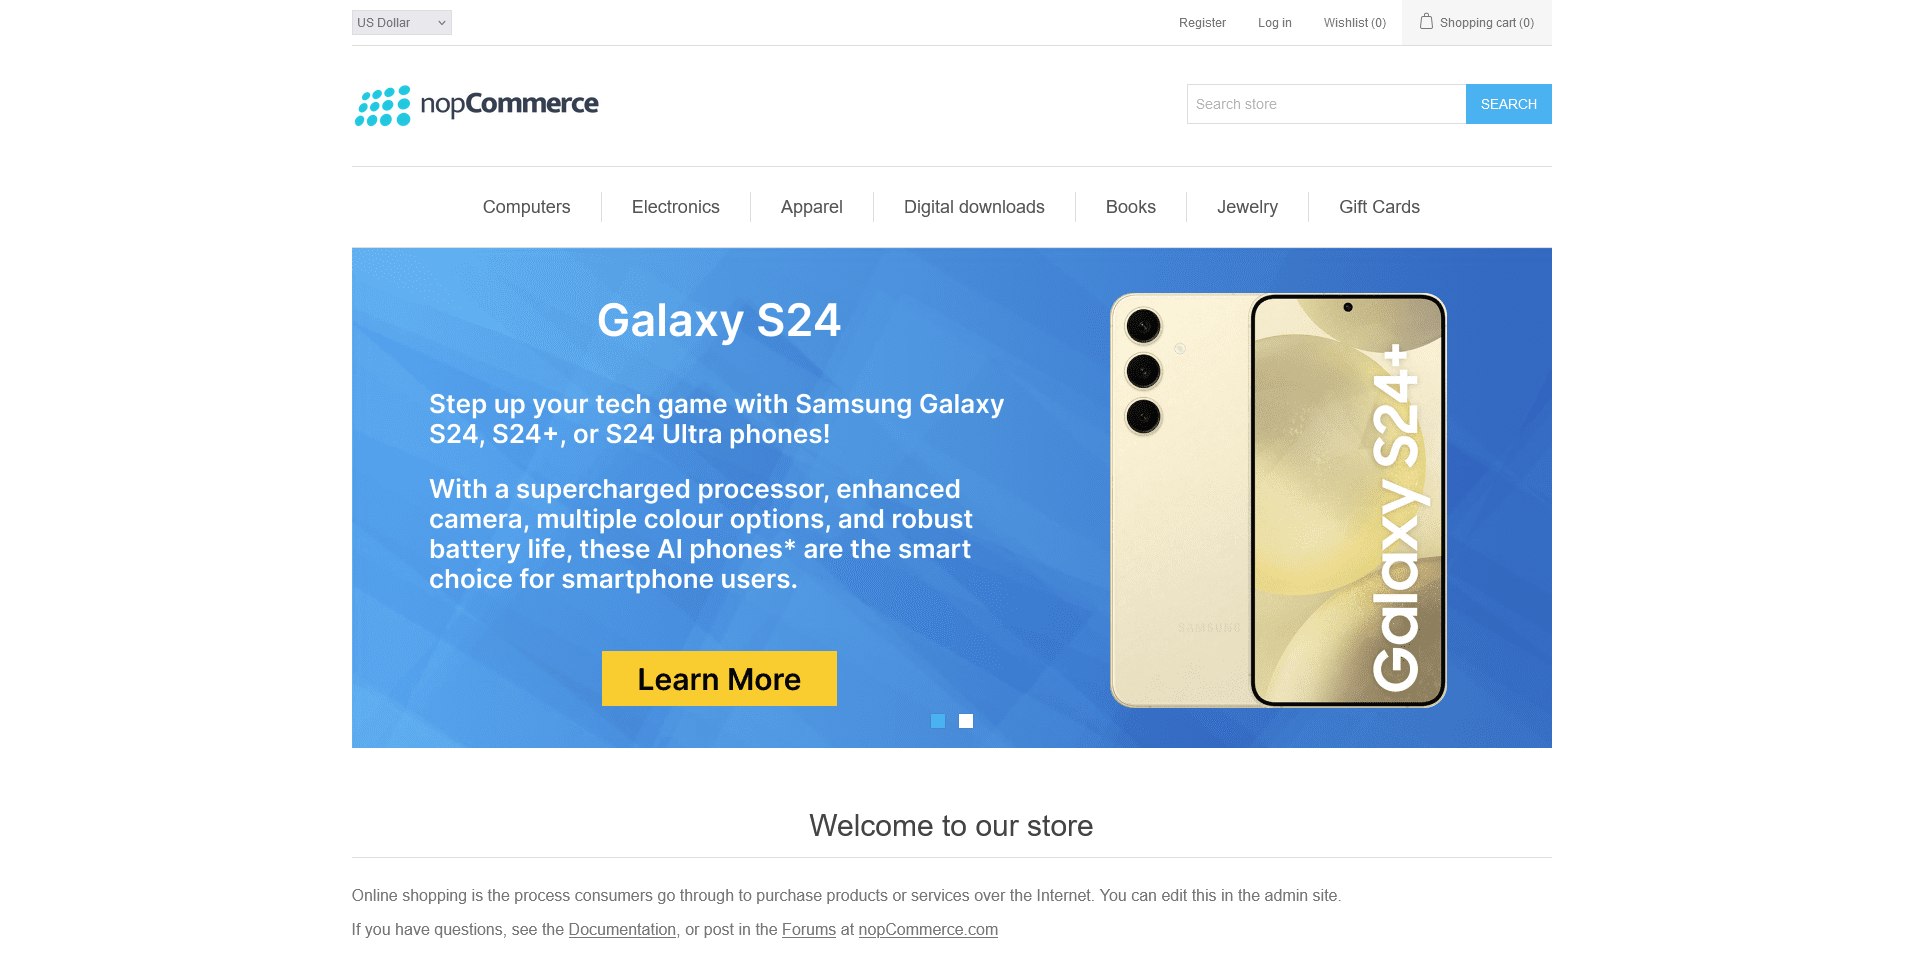 US Dollar
Register
Log in
Wishlist (0)
Shopping cart (0)
nopCommerce
Search store
SEARCH
Computers
Electronics
Apparel
Digital downloads
Books
Jewelry
Gift Cards
Galaxy S24
Step up your tech game with Samsung Galaxy
S24, S24+, or S24 Ultra phones!
With a supercharged processor, enhanced
camera, multiple colour options, and robust
battery life, these AI phones* are the smart
choice for smartphone users.
Learn More
SAMSUNG
Galaxy S24+
Welcome to our store
Online shopping is the process consumers go through to purchase products or services over the Internet. You can edit this in the admin site.
If you have questions, see the Documentation, or post in the Forums at nopCommerce.com